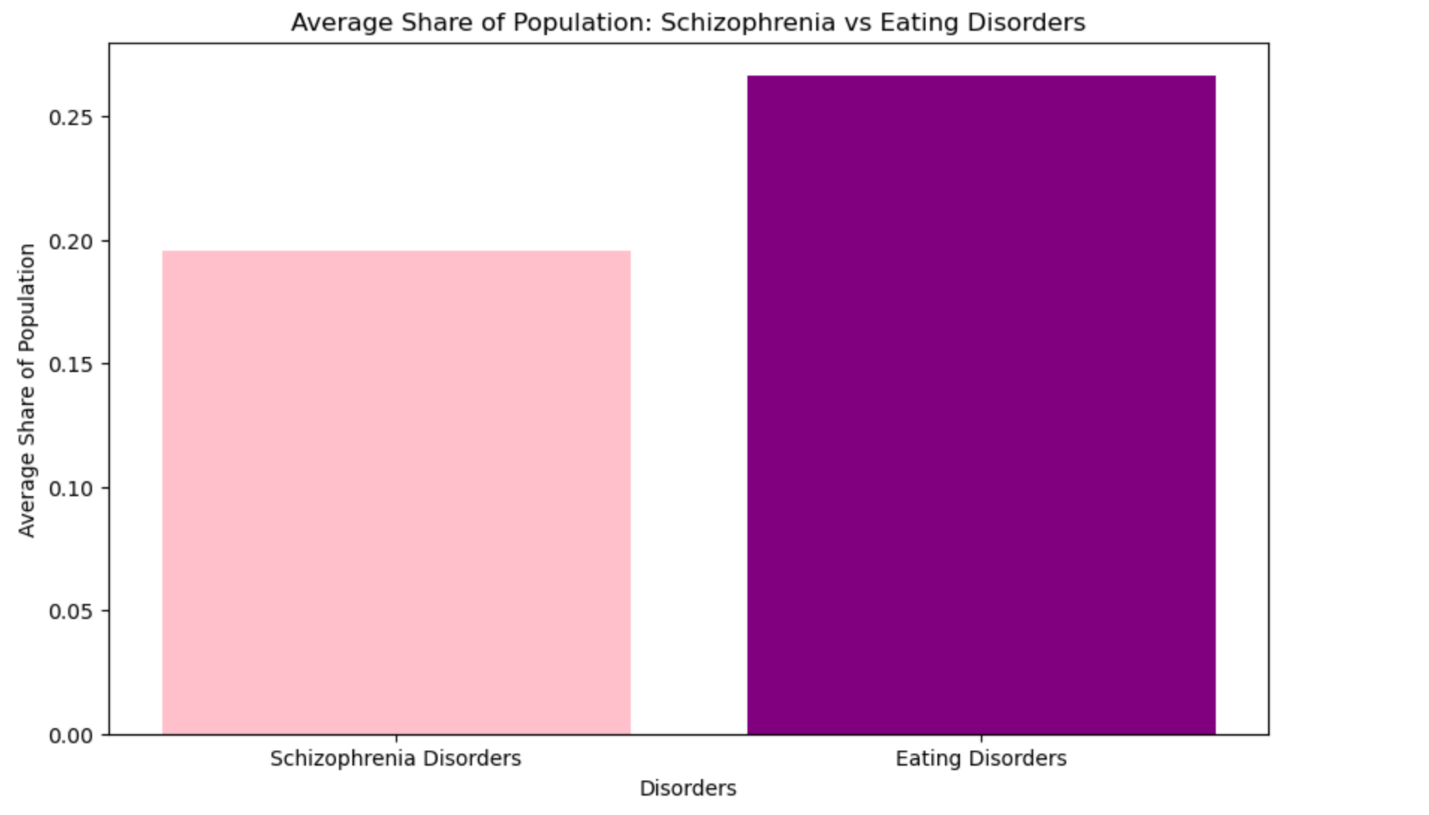 Average Share of Population: Schizophrenia vs Eating Disorders
Average Share of Population
0.25
0.20
0.15
0.10
0.05
0.00
Schizophrenia Disorders
Eating Disorders
Disorders